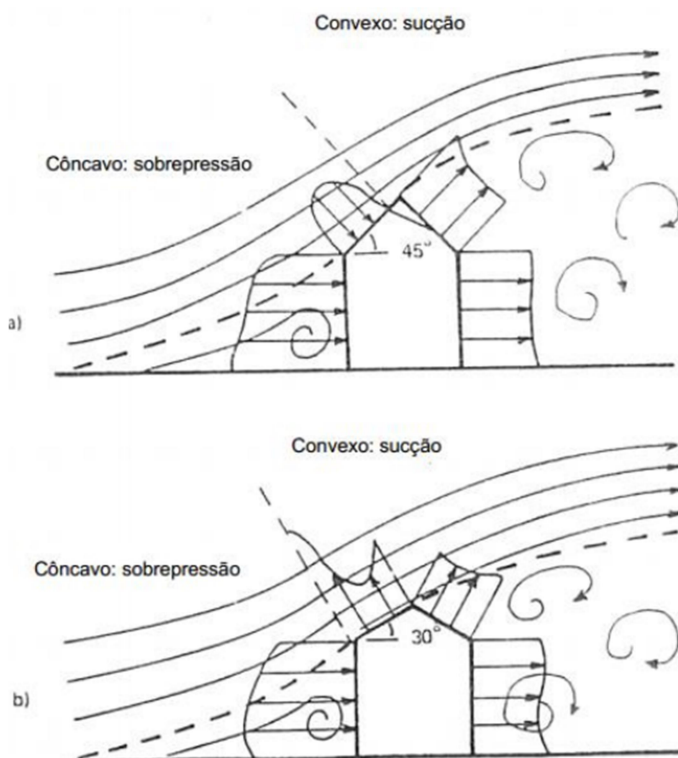 Convexo: sucção
Côncavo: sobrepressão
45°
a)
Convexo: sucção
Côncavo: sobrepressão
30°
b)